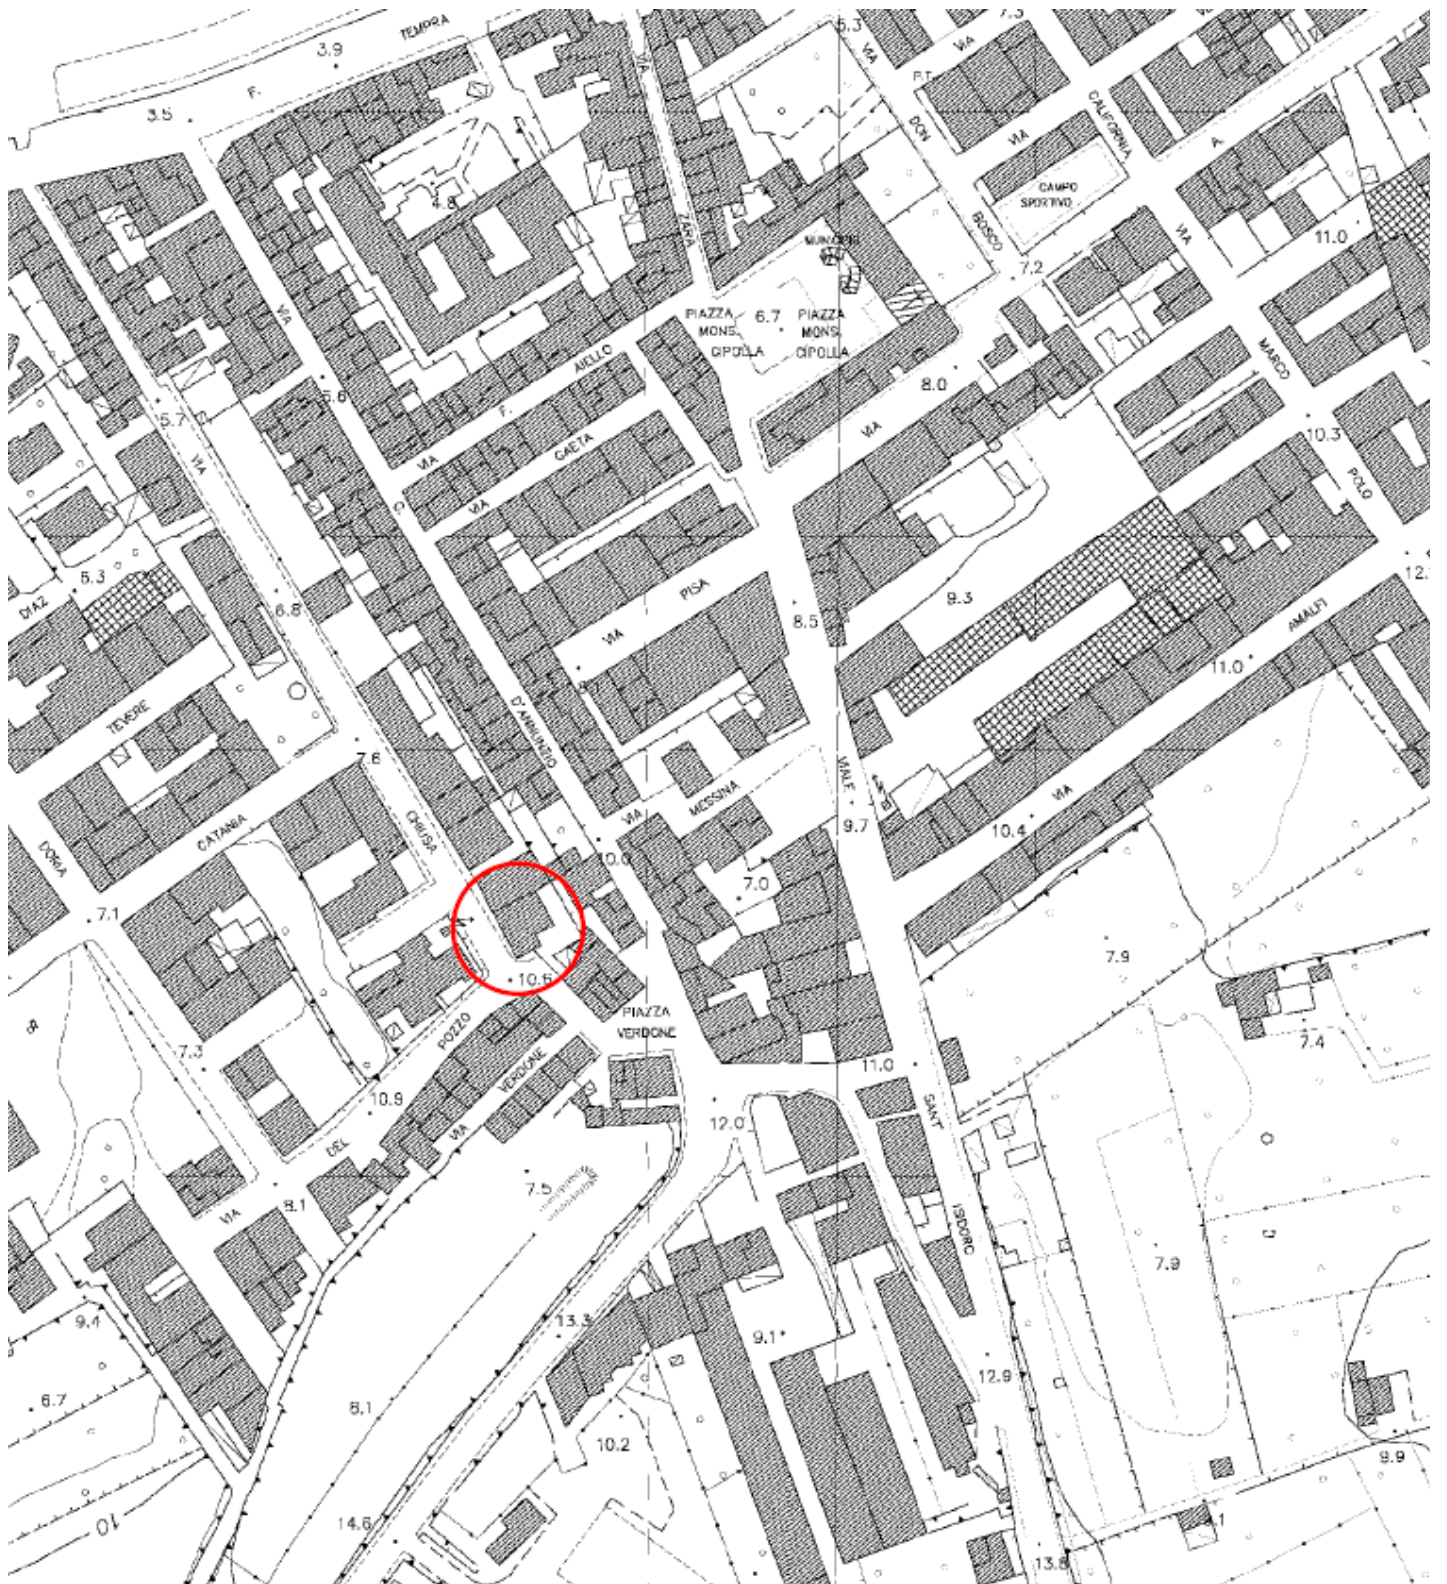 TEMPRA
F.
3.9
3.5
VIA
5.3
VIA
VIA
7.3
P.T.
DON
VIA
CALIFORNIA
A.
CAMPO
SPORTIVO
4.8
ZARA
BOSCO
VIA
11.0
MUNICIPIO
7.2
VIA
PIAZZA
MONS.
CIPOLLA
6.7
PIAZZA
MONS.
CIPOLLA
AIELLO
F.
VIA
MARCO
8.0
5.6
5.7
VIA
GAETA
VIA
VIA
10.3
POLO
VIA
G.
6.3
DIAZ
6.8
PISA
VIA
8.5
9.3
AMALFI
11.0
TEVERE
D'ANNUNZIO
7.6
VIALE
MESSINA
VIA
VIA
9.7
10.4
CHIUSA
CATANIA
DORIA
10.0
7.0
7.1
7.9
10.6
PIAZZA
VERDONE
POZZO
VERDONE
7.3
7.4
11.0
10.9
SANT'
12.0
DEL
VIA
7.5
8.1
VIA
ISIDORO
7.9
9.4
13.3
9.1
12.9
6.7
8.1
10.2
9.9
10
14.6
13.8